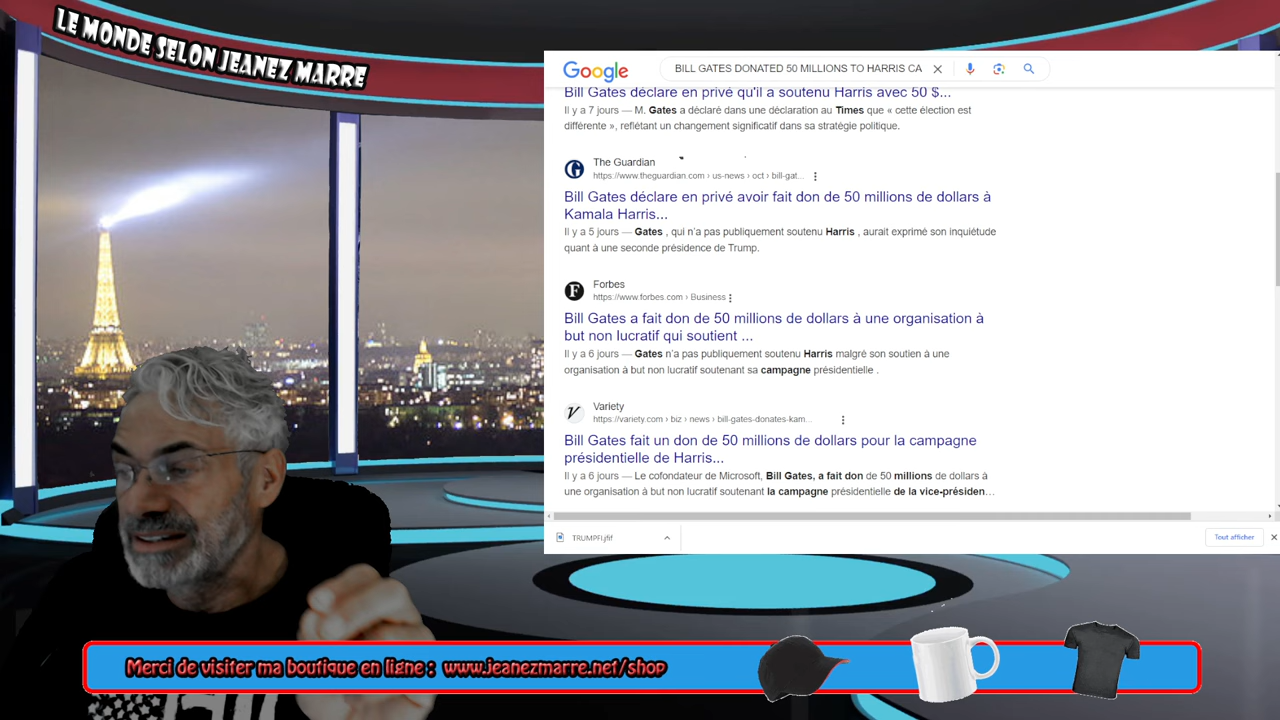 LE MONDE SELON JEANEZ MARRE
Google
BILL GATES DONATED 50 MILLIONS TO HARRIS CA
Bill Gates déclare en privé qu'il a soutenu Harris avec 50 $...
Il y a 7 jours — M. Gates a déclaré dans une déclaration au Times que « cette élection est
différente », reflétant un changement significatif dans sa stratégie politique.
The Guardian
https://www.theguardian.com › us-news › oct › bill-gat...
Bill Gates déclare en privé avoir fait don de 50 millions de dollars à
Kamala Harris...
Il y a 5 jours — Gates , qui n'a pas publiquement soutenu Harris , aurait exprimé son inquiétude
quant à une seconde présidence de Trump.
Forbes
https://www.forbes.com › Business
Bill Gates a fait don de 50 millions de dollars à une organisation à
but non lucratif qui soutient ...
Il y a 6 jours — Gates n'a pas publiquement soutenu Harris malgré son soutien à une
organisation à but non lucratif soutenant sa campagne présidentielle .
Variety
https://variety.com › biz › news › bill-gates-donates-kam...
Bill Gates fait un don de 50 millions de dollars pour la campagne
présidentielle de Harris...
Il y a 6 jours — Le cofondateur de Microsoft, Bill Gates, a fait don de 50 millions de dollars à
une organisation à but non lucratif soutenant la campagne présidentielle de la vice-présiden...
TRUMPFI.jfif
Tout afficher
Merci de visiter ma boutique en ligne : www.jeanezmarre.net/shop